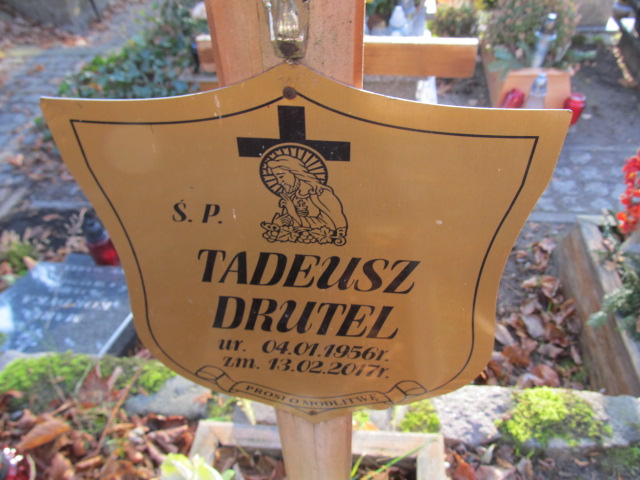 Ś. P.
TADEUSZ
DRUTEL
ur. 04.01.1956r.
zm. 13.02.2017r.
PROSI O MODLITWĘ